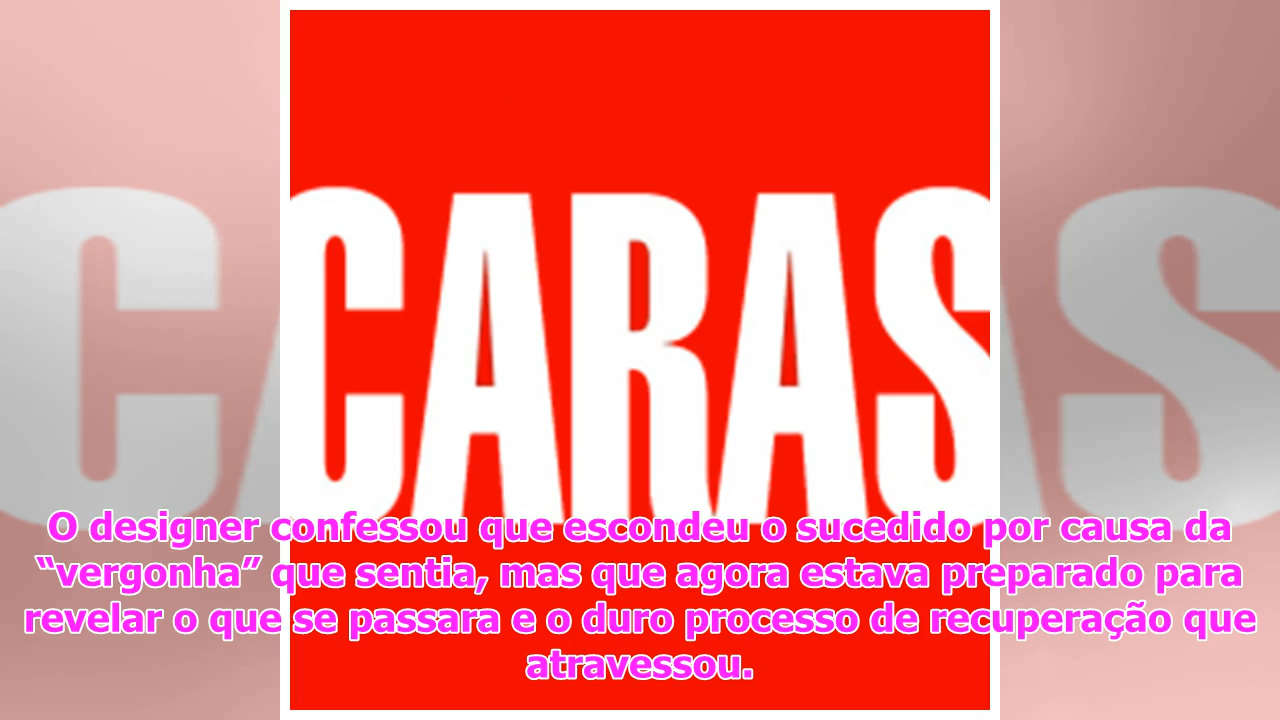 CARAS
O designer confessou que escondeu o sucedido por causa da
“vergonha” que sentia, mas que agora estava preparado para
revelar o que se passara e o duro processo de recuperação que
atravessou.